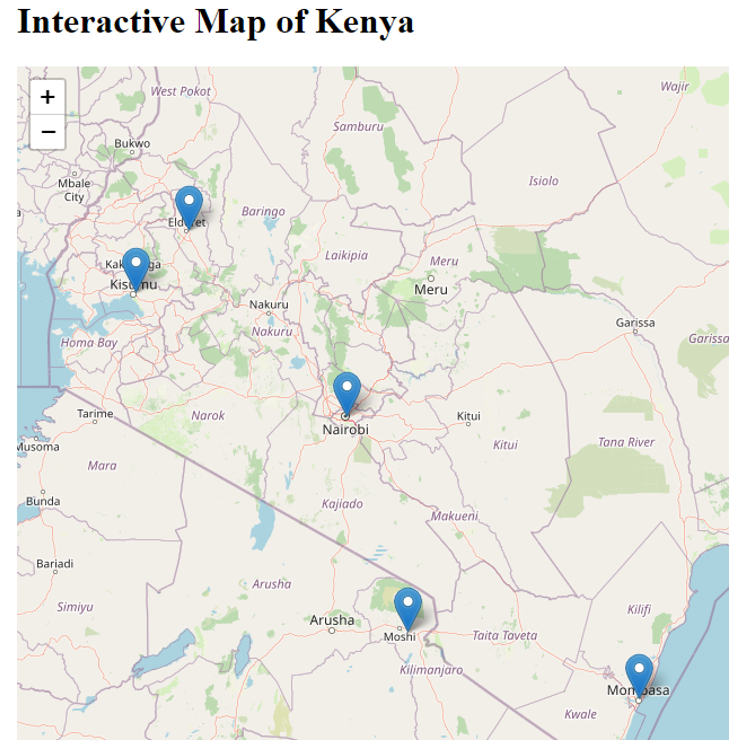 Interactive Map of Kenya
+
−
West Pokot
Wajir
Samburu
Bukwo
Mbale
City
Isiolo
Baringo
Eldoret
Laikipia
Meru
Meru
Kisumu
Nakuru
Nakuru
Garissa
Garissa
Homa Bay
Tarime
Narok
Kitui
Nairobi
Kitui
Tana River
Musoma
Mara
Bunda
Kajiado
Makueni
Bariadi
Arusha
Simiyu
Kilifi
Arusha
Moshi
Taita Taveta
Kilimanjaro
Mombasa
Kwale